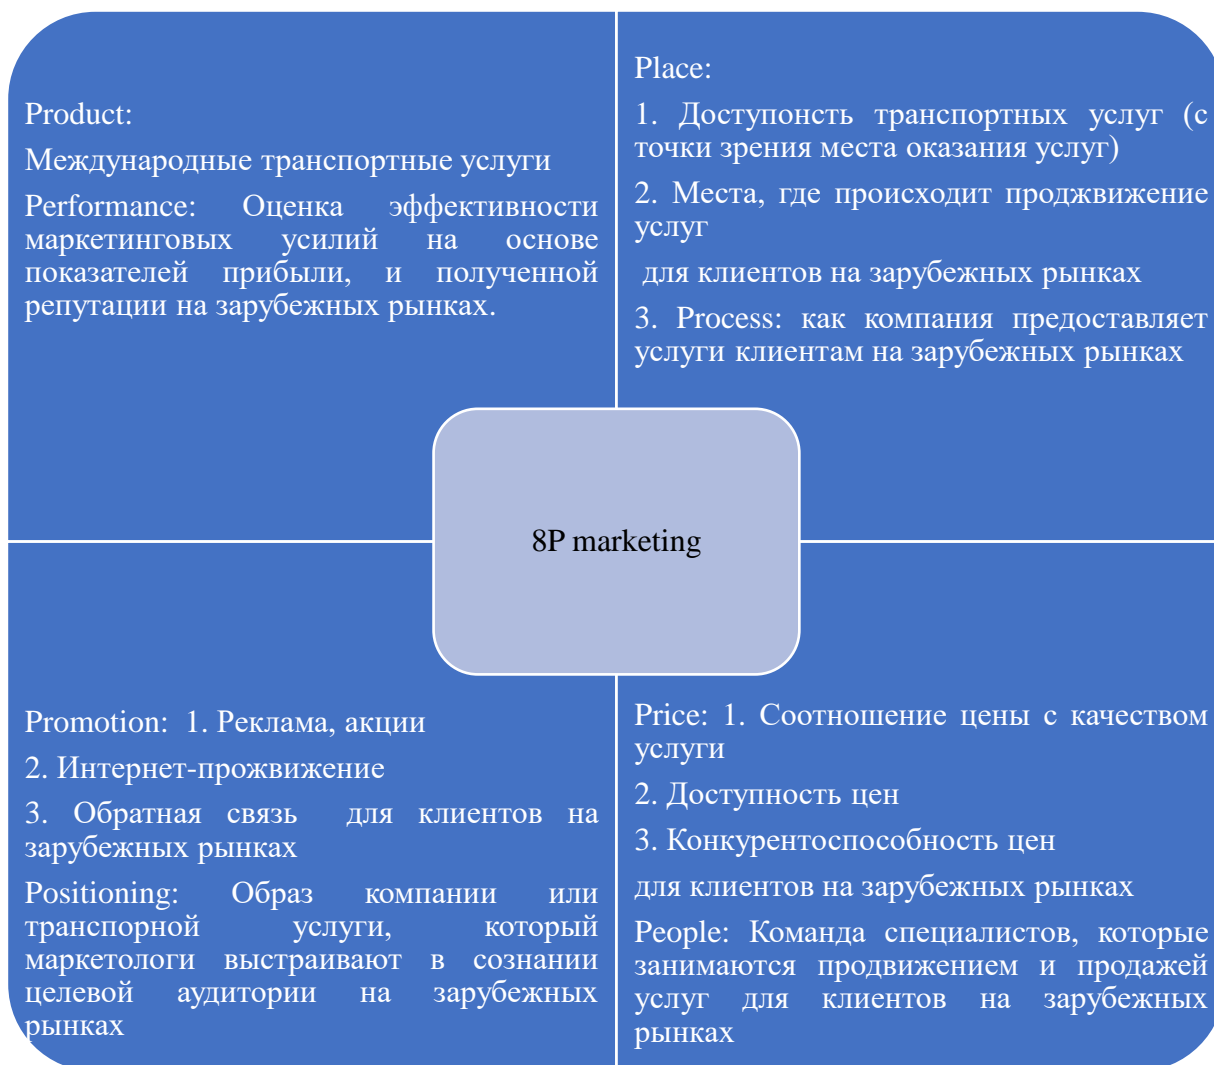 Product:
Международные транспортные услуги
Performance: Оценка эффективности
маркетинговых усилий на основе
показателей прибыли, и полученной
репутации на зарубежных рынках.
Place:
1. Доступонсть транспортных услуг (с
точки зрения места оказания услуг)
2. Места, где происходит проджвижение
услуг
для клиентов на зарубежных рынках
3. Process: как компания предоставляет
услуги клиентам на зарубежных рынках
8P marketing
Promotion: 1. Реклама, акции
2. Интернет-прожвижение
3. Обратная связь для клиентов на
зарубежных рынках
Positioning: Образ компании или
транспорной услуги, который
маркетологи выстраивают в сознании
целевой аудитории на зарубежных
рынках
Price: 1. Соотношение цены с качеством
услуги
2. Доступность цен
3. Конкурентоспособность цен
для клиентов на зарубежных рынках
People: Команда специалистов, которые
занимаются продвижением и продажей
услуг для клиентов на зарубежных
рынках